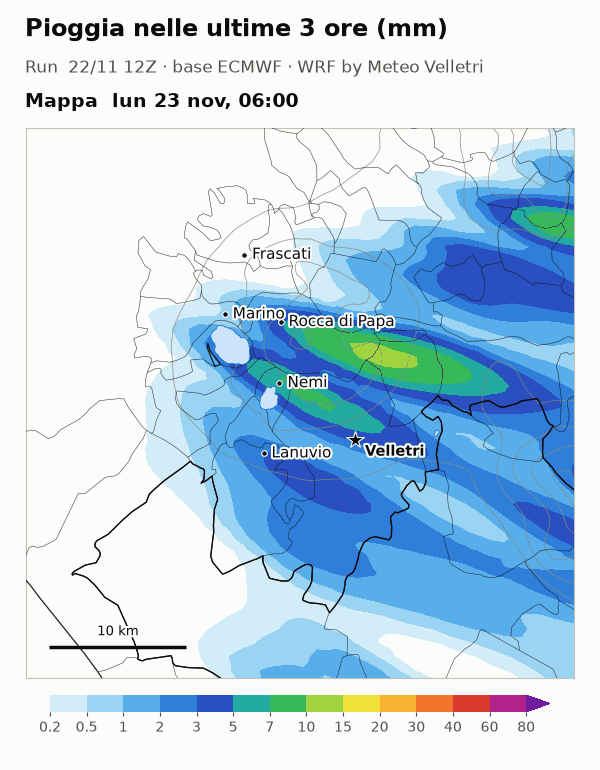 Pioggia nelle ultime 3 ore (mm)
Run  22/11 12Z · base ECMWF · WRF by Meteo Velletri
Mappa  lun 23 nov, 06:00
Frascati
Marino
Rocca di Papa
Nemi
Velletri
Lanuvio
10 km
0.2 0.5 1 2 3 5 7 10 15 20 30 40 60 80